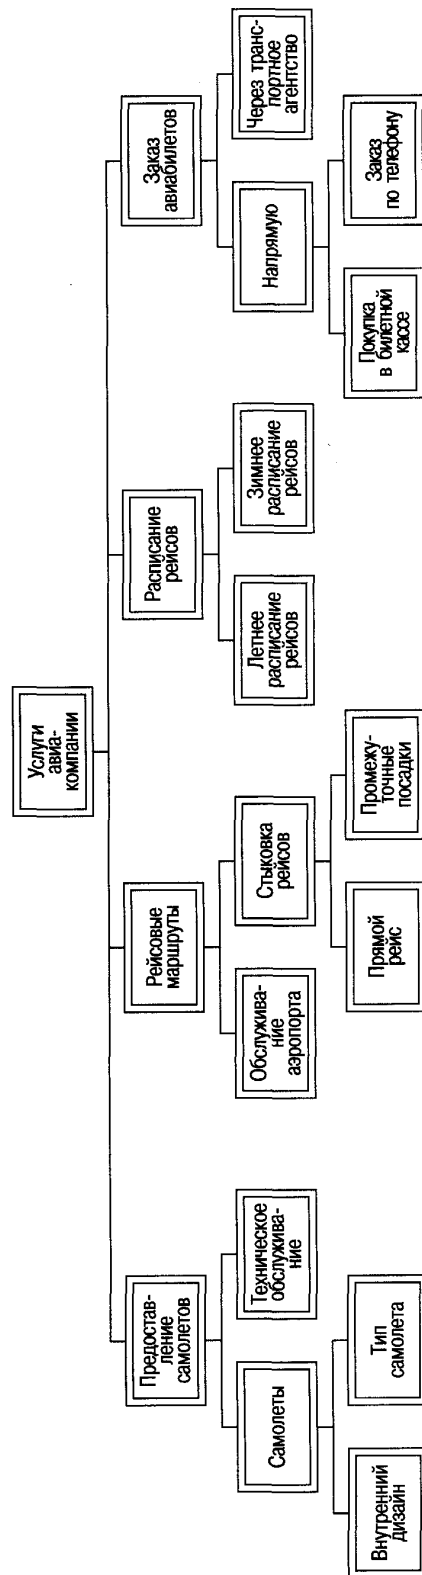 Услуги
авиа-
компании
Предостав-
ление
самолетов
Рейсовые
маршруты
Расписание
рейсов
Заказ
авиабилетов
Самолеты
Техническое
обслужива-
ние
Обслужива-
ние
аэропорта
Стыковка
рейсов
Летнее
расписание
рейсов
Зимнее
расписание
рейсов
Напрямую
Через транс-
портное
агентство
Внутренний
дизайн
Тип
самолета
Прямой
рейс
Промежу-
точные
посадки
Покупка
в билетной
кассе
Заказ
по телефону